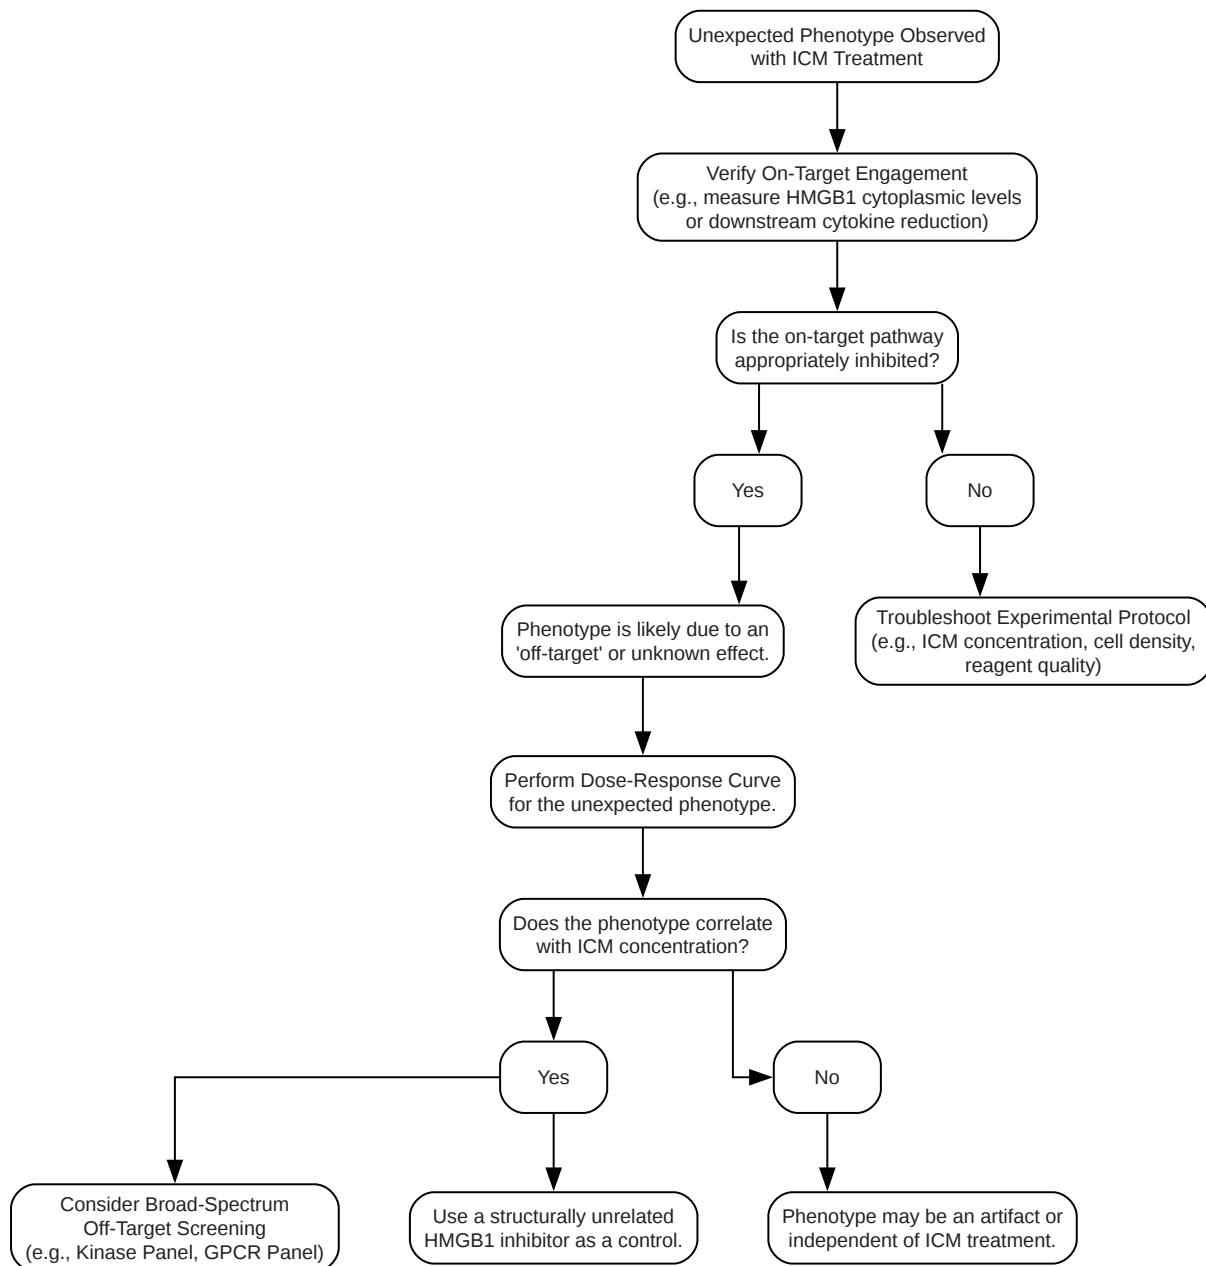 Unexpected Phenotype Observed
with ICM Treatment
Verify On-Target Engagement
(e.g., measure HMGB1 cytoplasmic levels
or downstream cytokine reduction)
Is the on-target pathway
appropriately inhibited?
Yes
No
Phenotype is likely due to an
'off-target' or unknown effect.
Troubleshoot Experimental Protocol
(e.g., ICM concentration, cell density,
reagent quality)
Perform Dose-Response Curve
for the unexpected phenotype.
Does the phenotype correlate
with ICM concentration?
Yes
No
Consider Broad-Spectrum
Off-Target Screening
(e.g., Kinase Panel, GPCR Panel)
Use a structurally unrelated
HMGB1 inhibitor as a control.
Phenotype may be an artifact or
independent of ICM treatment.